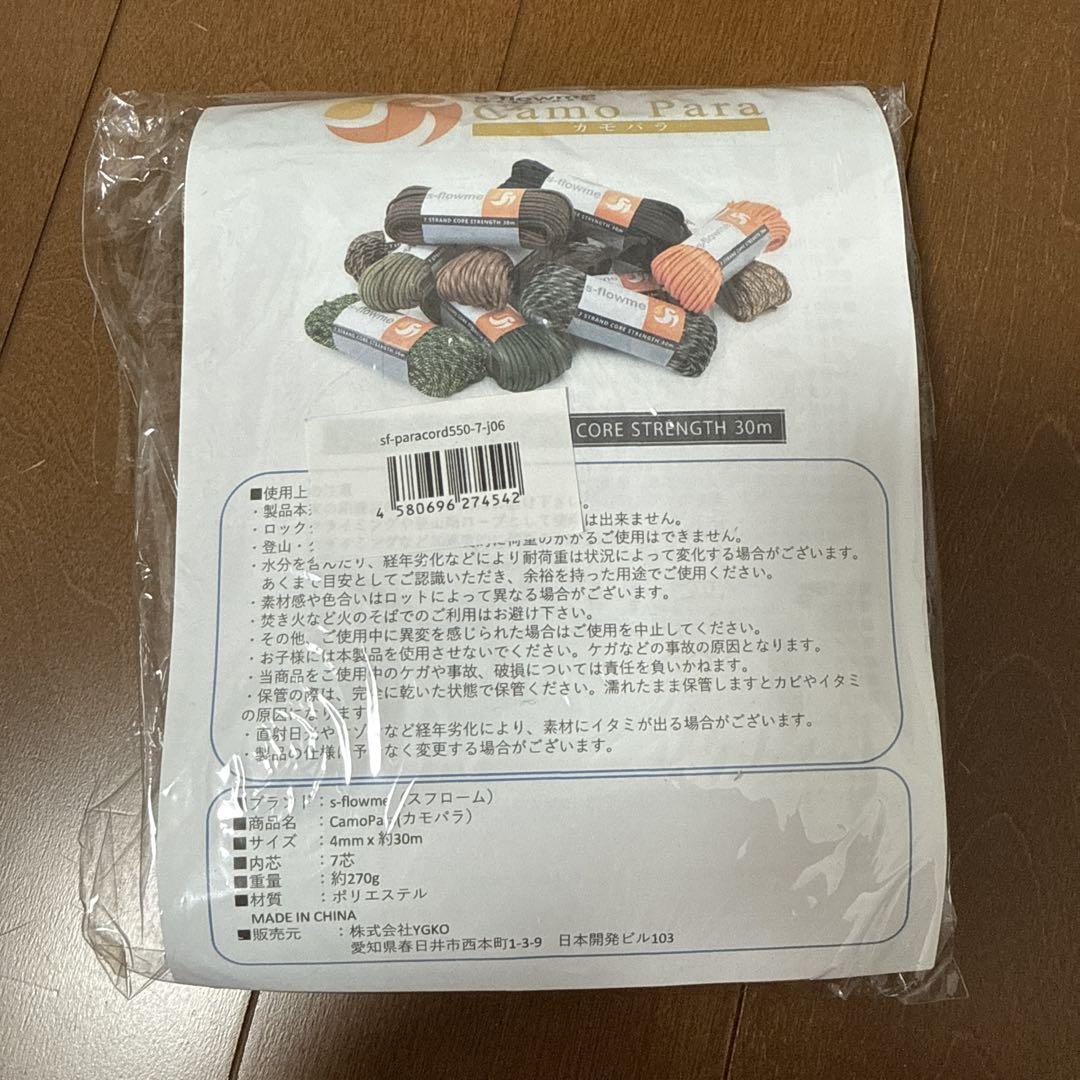 s-flowme
Camo Para
カモパラ
s-flowme
7 STRAND CORE STRENGTH 30m
s-flowme
CORE STRENGTH 30m
s-flowme
7 STRAND CORE STRENGTH 30m
s-flowme
7 STRAND CORE STRENGTH 30m
CORE STRENGTH 30m
sf-paracord550-7-j06
4 580696 274542
■使用上の注意
・製品本
・ロック は出来ません。
・登山・ 荷重のかかるご使用はできません。
・水分を含んだり、経年劣化などにより耐荷重は状況によって変化する場合がございます。
あくまで目安としてご認識いただき、余裕を持った用途でご使用ください。
・素材感や色合いはロットによって異なる場合がございます。
・焚き火など火のそばでのご利用はお避け下さい。
・その他、ご使用中に異変を感じられた場合はご使用を中止してください。
・お子様には本製品を使用させないでください。ケガなどの事故の原因となります。
・当商品をご使用中のケガや事故、破損については責任を負いかねます。
・保管の際は、完全に乾いた状態で保管ください。濡れたまま保管しますとカビやイタミ
の原因になります
・直射日光や など経年劣化により、素材にイタミが出る場合がございます。
・製品の仕様は予 なく変更する場合がございます。
■ブランド：s-flowme（スフローム）
■商品名 ：CamoPara(カモパラ）
■サイズ ：4mm x 約30m
■内芯 ：7芯
■重量 ：約270g
■材質 ：ポリエステル
MADE IN CHINA
■販売元 ：株式会社YGKO
愛知県春日井市西本町1-3-9 日本開発ビル103